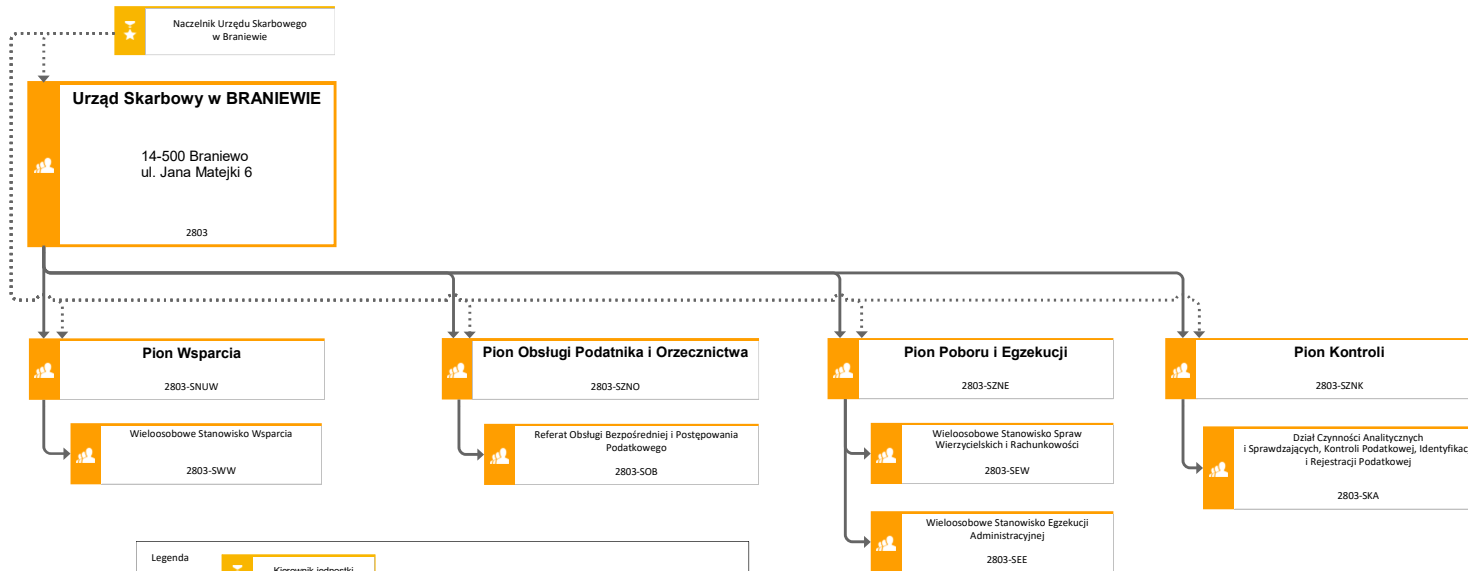 Naczelnik Urzędu Skarbowego
w Braniewie
Urząd Skarbowy w BRANIEWIE
14-500 Braniewo
ul. Jana Matejki 6
2803
Pion Wsparcia
2803-SNUW
Wieloosobowe Stanowisko Wsparcia
2803-SWW
Pion Obsługi Podatnika i Orzecznictwa
2803-SZNO
Referat Obsługi Bezpośredniej i Postępowania
Podatkowego
2803-SOB
Pion Poboru i Egzekucji
2803-SZNE
Wieloosobowe Stanowisko Spraw
Wierzycielskich i Rachunkowości
2803-SEW
Wieloosobowe Stanowisko Egzekucji
Administracyjnej
2803-SEE
Pion Kontroli
2803-SZNK
Dział Czynności Analitycznych
i Sprawdzających, Kontroli Podatkowej, Identyfikac
i Rejestracji Podatkowej
2803-SKA
Legenda
Kierownik jednostki